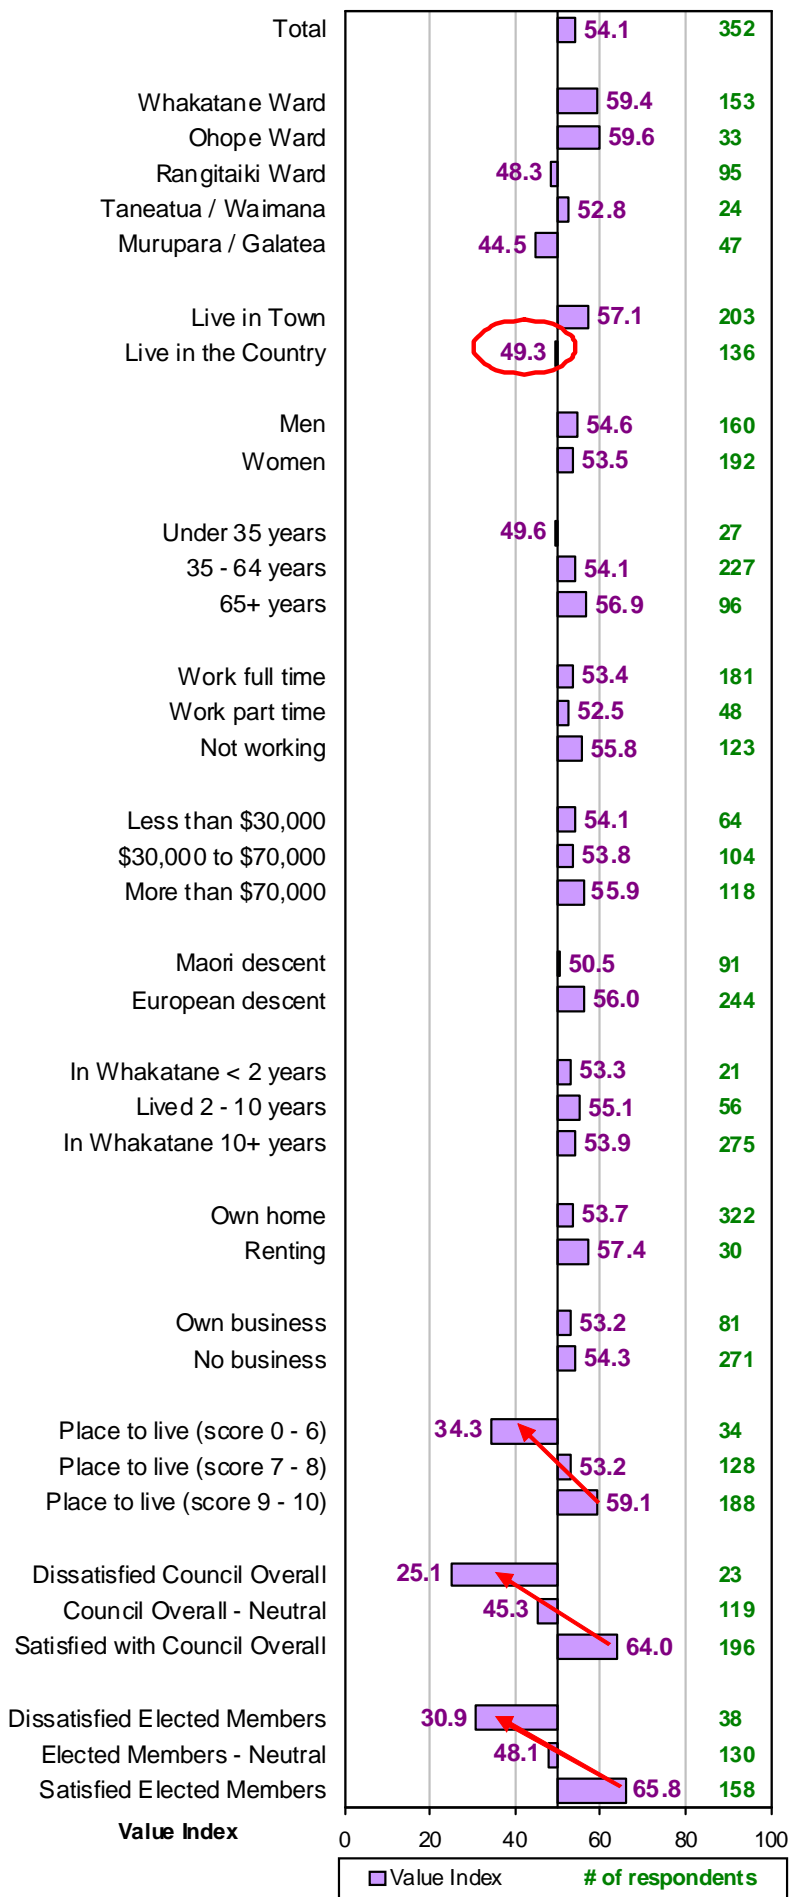 Total 54.1 352
Whakatane Ward 59.4 153
Ohope Ward 59.6 33
Rangitaiki Ward 48.3 95
Taneatua / Waimana 52.8 24
Murupara / Galatea 44.5 47
Live in Town 57.1 203
Live in the Country 49.3 136
Men 54.6 160
Women 53.5 192
Under 35 years 49.6 27
35 - 64 years 54.1 227
65+ years 56.9 96
Work full time 53.4 181
Work part time 52.5 48
Not working 55.8 123
Less than $30,000 54.1 64
$30,000 to $70,000 53.8 104
More than $70,000 55.9 118
Maori descent 50.5 91
European descent 56.0 244
In Whakatane < 2 years 53.3 21
Lived 2 - 10 years 55.1 56
In Whakatane 10+ years 53.9 275
Own home 53.7 322
Renting 57.4 30
Own business 53.2 81
No business 54.3 271
Place to live (score 0 - 6) 34.3 34
Place to live (score 7 - 8) 53.2 128
Place to live (score 9 - 10) 59.1 188
Dissatisfied Council Overall 25.1 23
Council Overall - Neutral 45.3 119
Satisfied with Council Overall 64.0 196
Dissatisfied Elected Members 30.9 38
Elected Members - Neutral 48.1 130
Satisfied Elected Members 65.8 158
Value Index 0 20 40 60 80 100
Value Index # of respondents